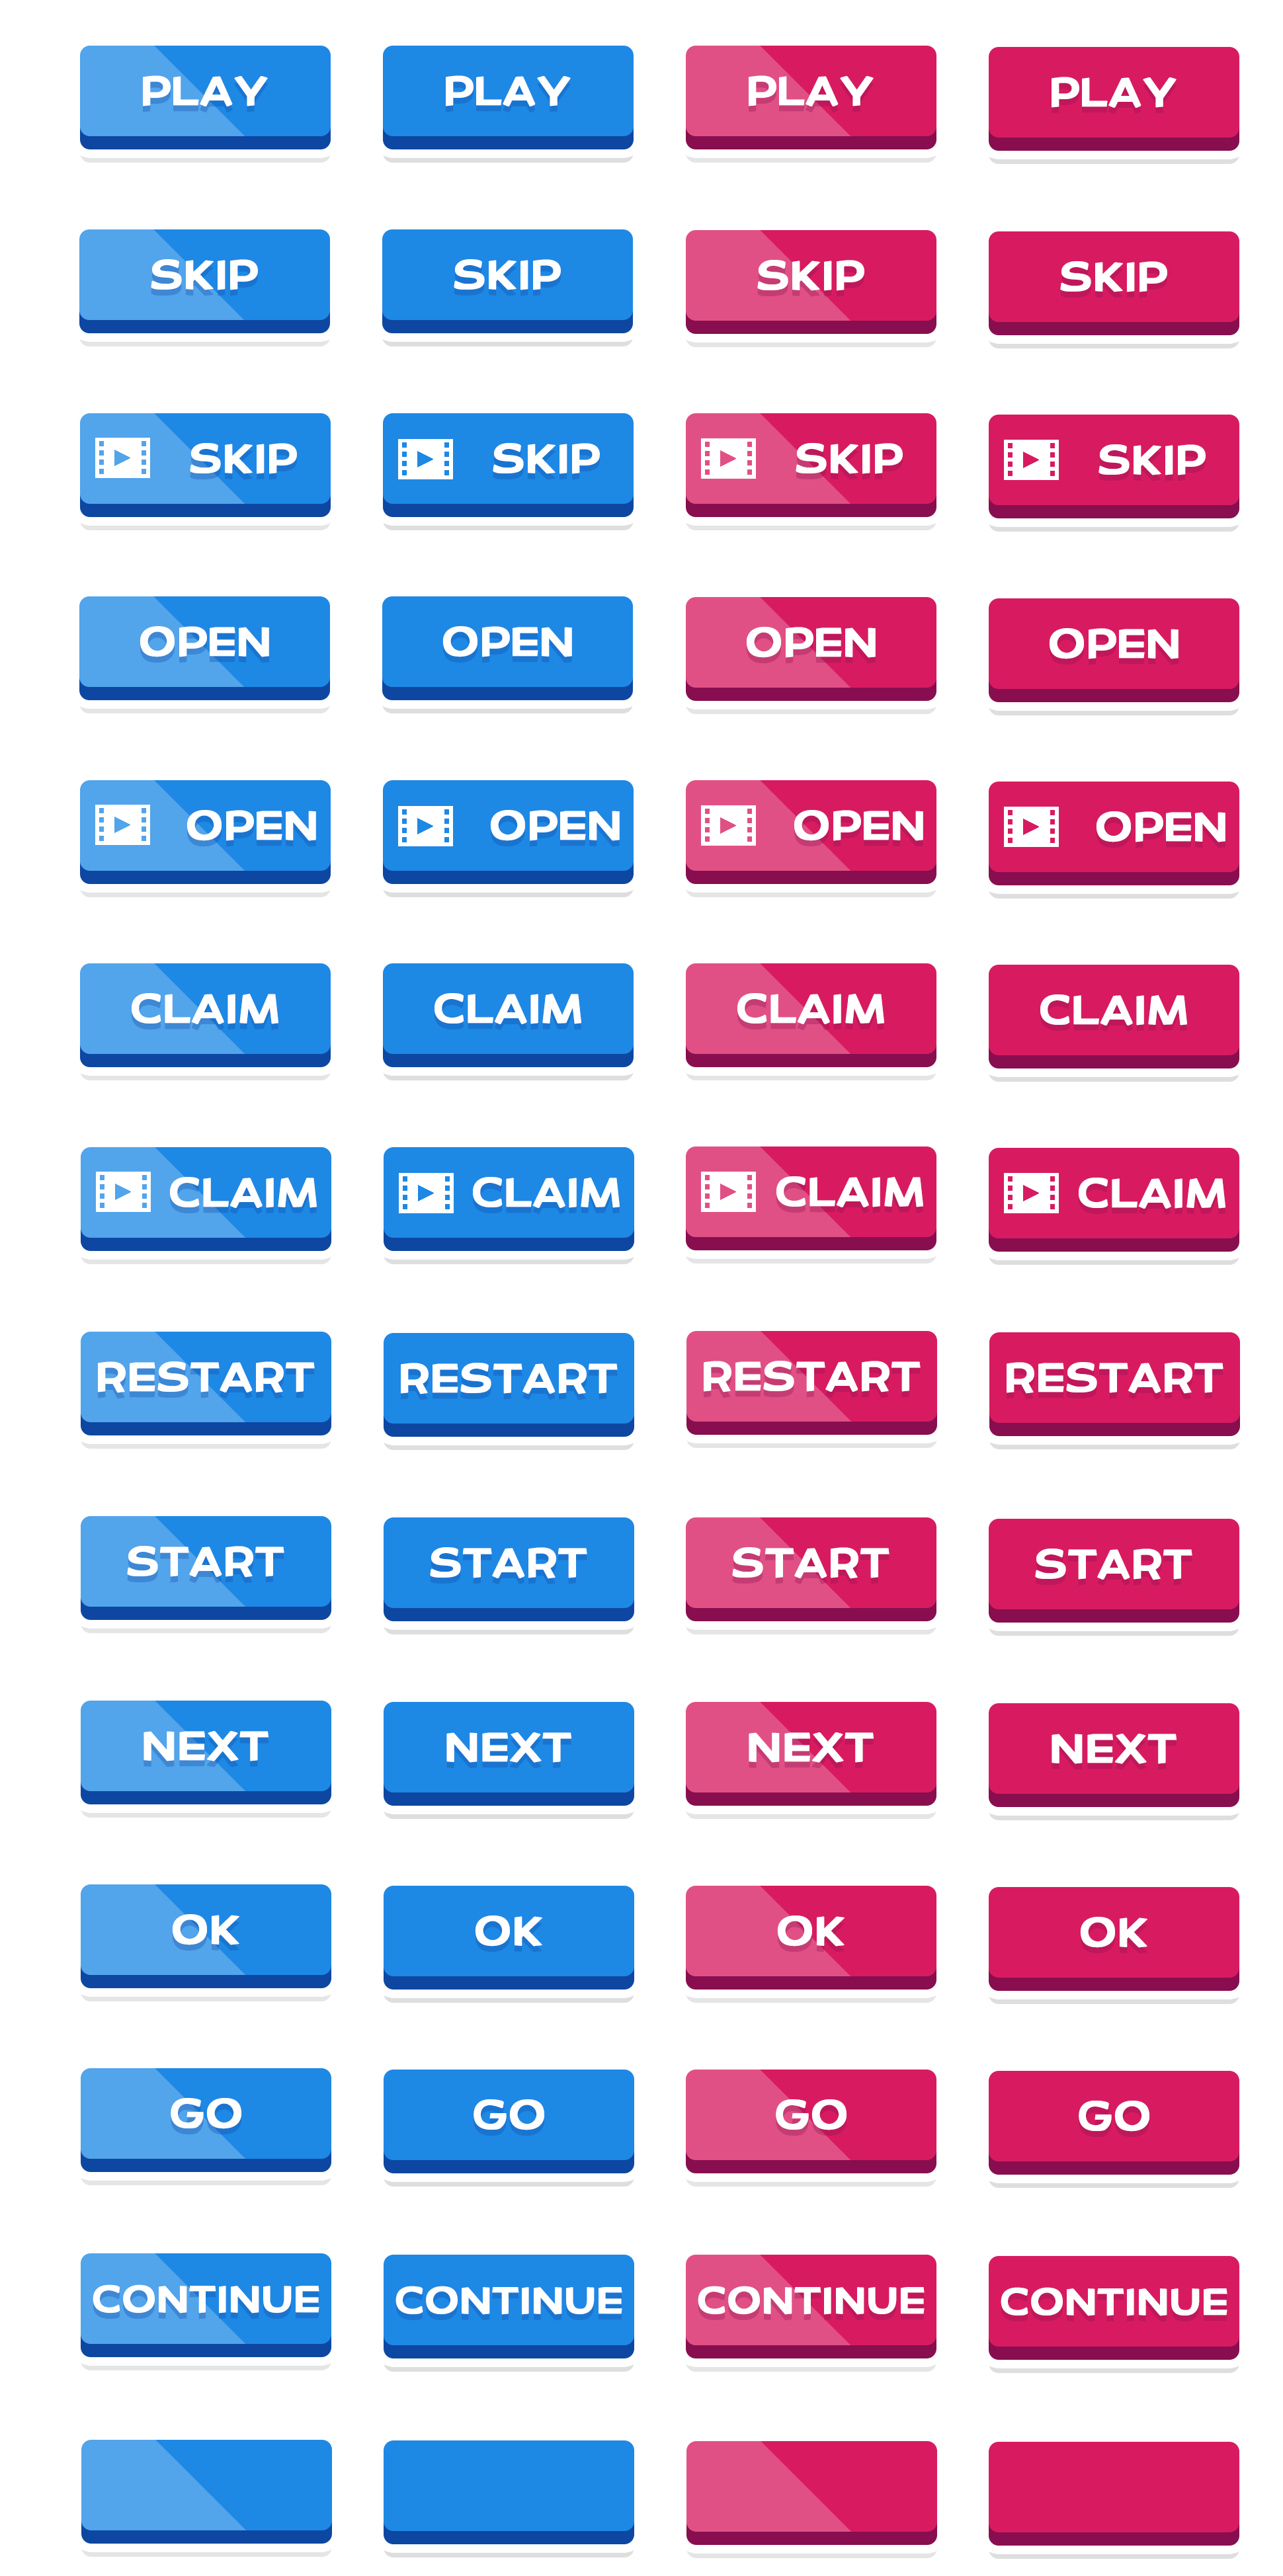 PLAY PLAY PLAY PLAY
SKIP SKIP SKIP SKIP
SKIP SKIP SKIP SKIP
OPEN OPEN OPEN OPEN
OPEN OPEN OPEN OPEN
CLAIM CLAIM CLAIM CLAIM
CLAIM CLAIM CLAIM CLAIM
RESTART RESTART RESTART RESTART
START START START START
NEXT NEXT NEXT NEXT
OK OK OK OK
GO GO GO GO
CONTINUE CONTINUE CONTINUE CONTINUE